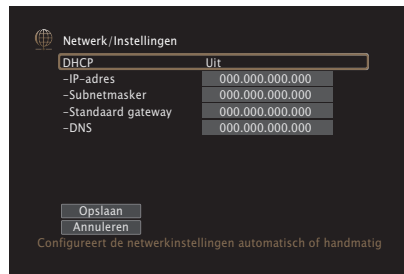 Netwerk/Instellingen
DHCP Uit
-IP-adres 000.000.000.000
-Subnetmasker 000.000.000.000
-Standaard gateway 000.000.000.000
-DNS 000.000.000.000
Opslaan
Annuleren
Configureert de netwerkinstellingen automatisch of handmatig